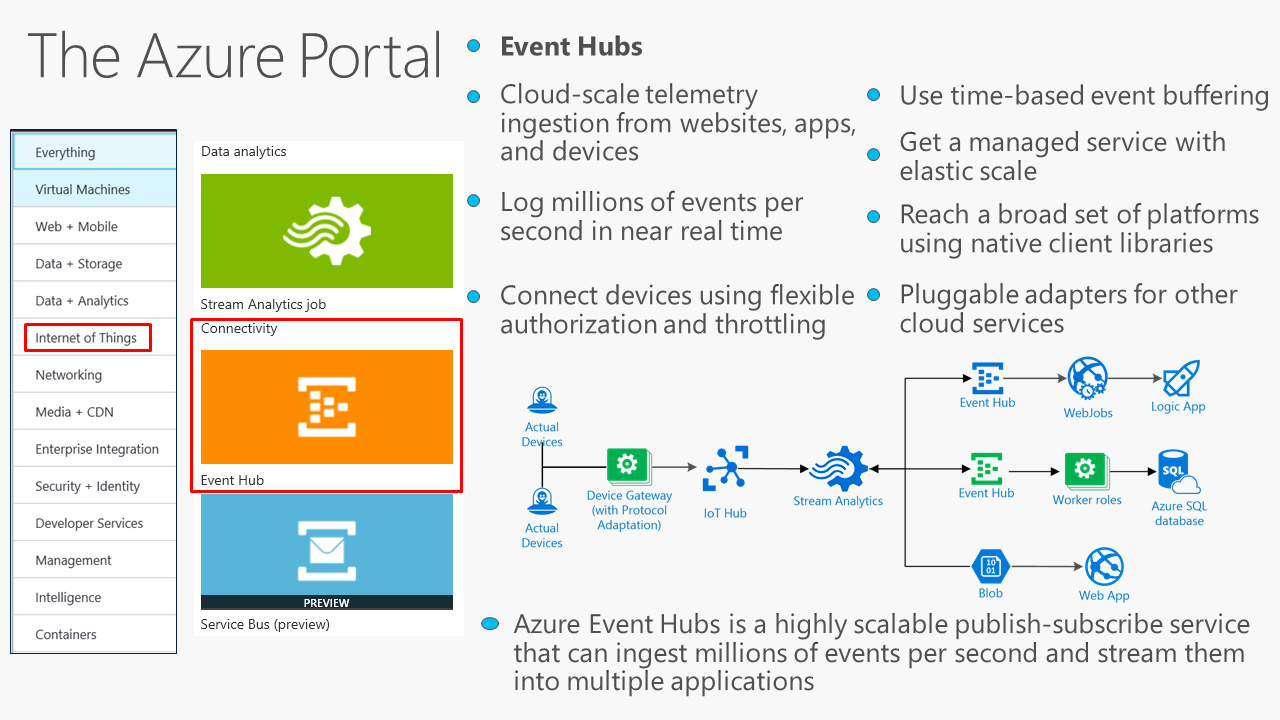 The Azure Portal
Everything
Virtual Machines
Web + Mobile
Data + Storage
Data + Analytics
Internet of Things
Networking
Media + CDN
Enterprise Integration
Security + Identity
Developer Services
Management
Intelligence
Containers
Data analytics
Stream Analytics job
Connectivity
Event Hub
PREVIEW
Service Bus (preview)
Event Hubs
Cloud-scale telemetry
ingestion from websites, apps,
and devices
Log millions of events per
second in near real time
Connect devices using flexible
authorization and throttling
Use time-based event buffering
Get a managed service with
elastic scale
Reach a broad set of platforms
using native client libraries
Pluggable adapters for other
cloud services
Actual
Devices
Actual
Devices
Device Gateway
(with Protocol
Adaptation)
IoT Hub
Stream Analytics
Event Hub
WebJobs
Logic App
Event Hub
Worker roles
SQL
Azure SQL
database
10
01
Blob
Web App
Azure Event Hubs is a highly scalable publish-subscribe service
that can ingest millions of events per second and stream them
into multiple applications